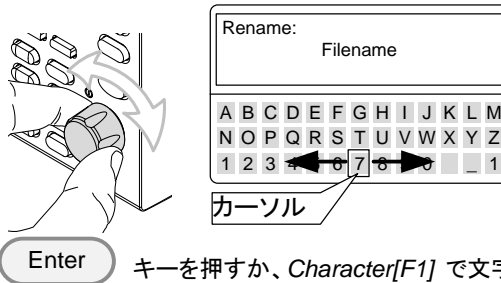 Rename:
Filename
A B C D E F G H I J K L M
N O P Q R S T U V W X Y Z
1 2 3 6 7 8 _ 1
カーソル
Enter キーを押すか、Character[F1] で文字